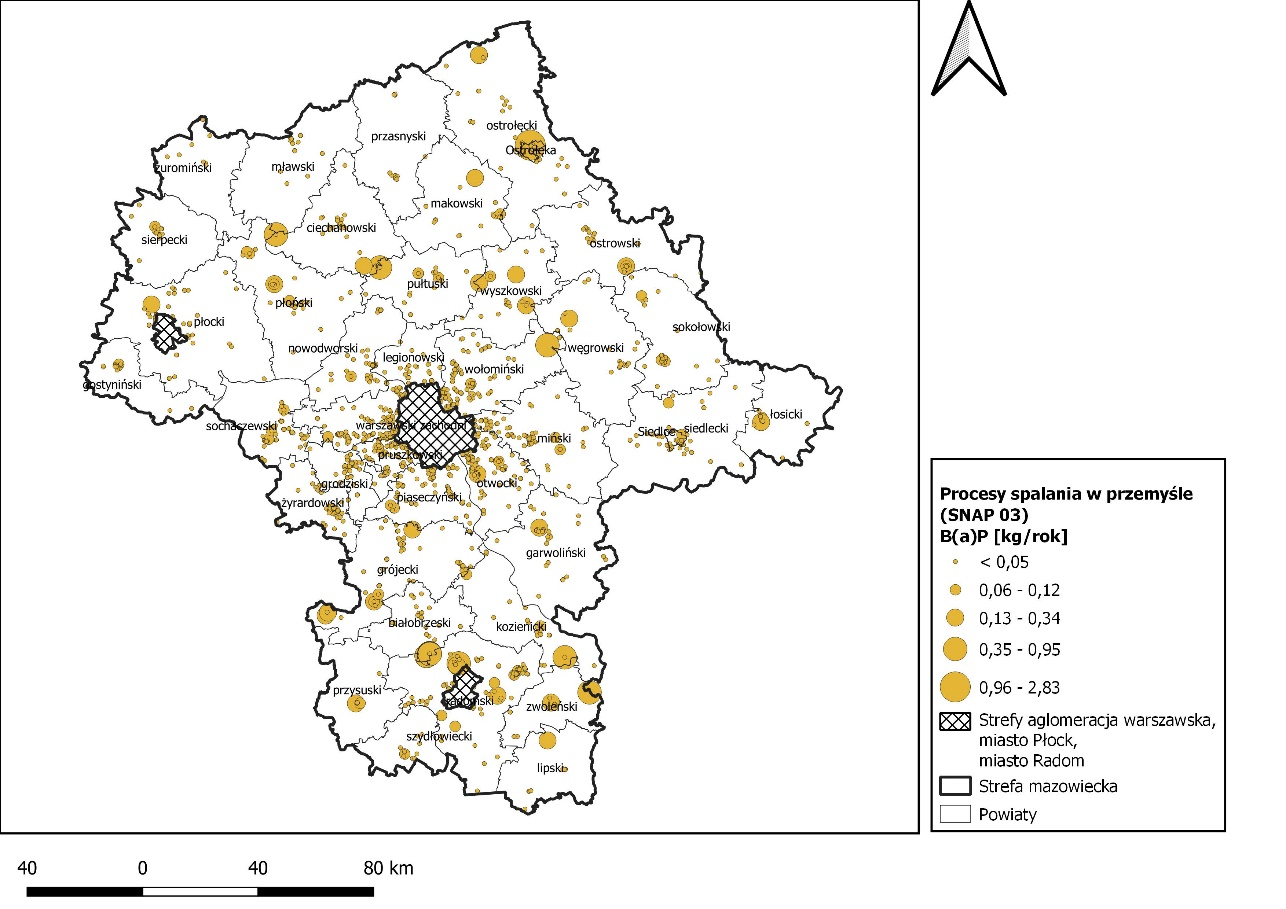 ostrołęcki
przasnyski
Ostrołęka
żuromiński
mławski
makowski
ciechanowski
sierpecki
ostrowski
pułtuski
wyszkowski
płoński
płocki
sokołowski
nowodworski
węgrowski
legionowski
wołomiński
gostyniński
łosicki
sochaczewski
warszawski zachodni
Siedlce
siedlecki
miński
pruszkowski
grodziski
otwocki
piaseczyński
żyrardowski
garwoliński
grójecki
białobrzeski
kozienicki
przysuski
radomski
zwoleński
szydłowiecki
lipski
Procesy spalania w przemyśle
(SNAP 03)
B(a)P [kg/rok]
< 0,05
0,06 - 0,12
0,13 - 0,34
0,35 - 0,95
0,96 - 2,83
Strefy aglomeracja warszawska,
miasto Płock,
miasto Radom
Strefa mazowiecka
Powiaty
40 0 40 80 km